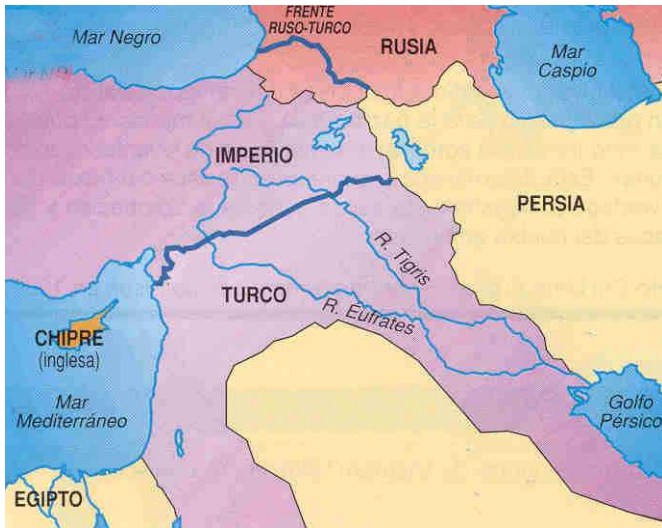 FRENTE
RUSO-TURCO
Mar Negro
RUSIA
Mar
Caspio
IMPERIO
PERSIA
R. Tigris
TURCO
R. Eufrates
CHIPRE
(inglesa)
Mar
Mediterráneo
Golfo
Pérsico
EGIPTO